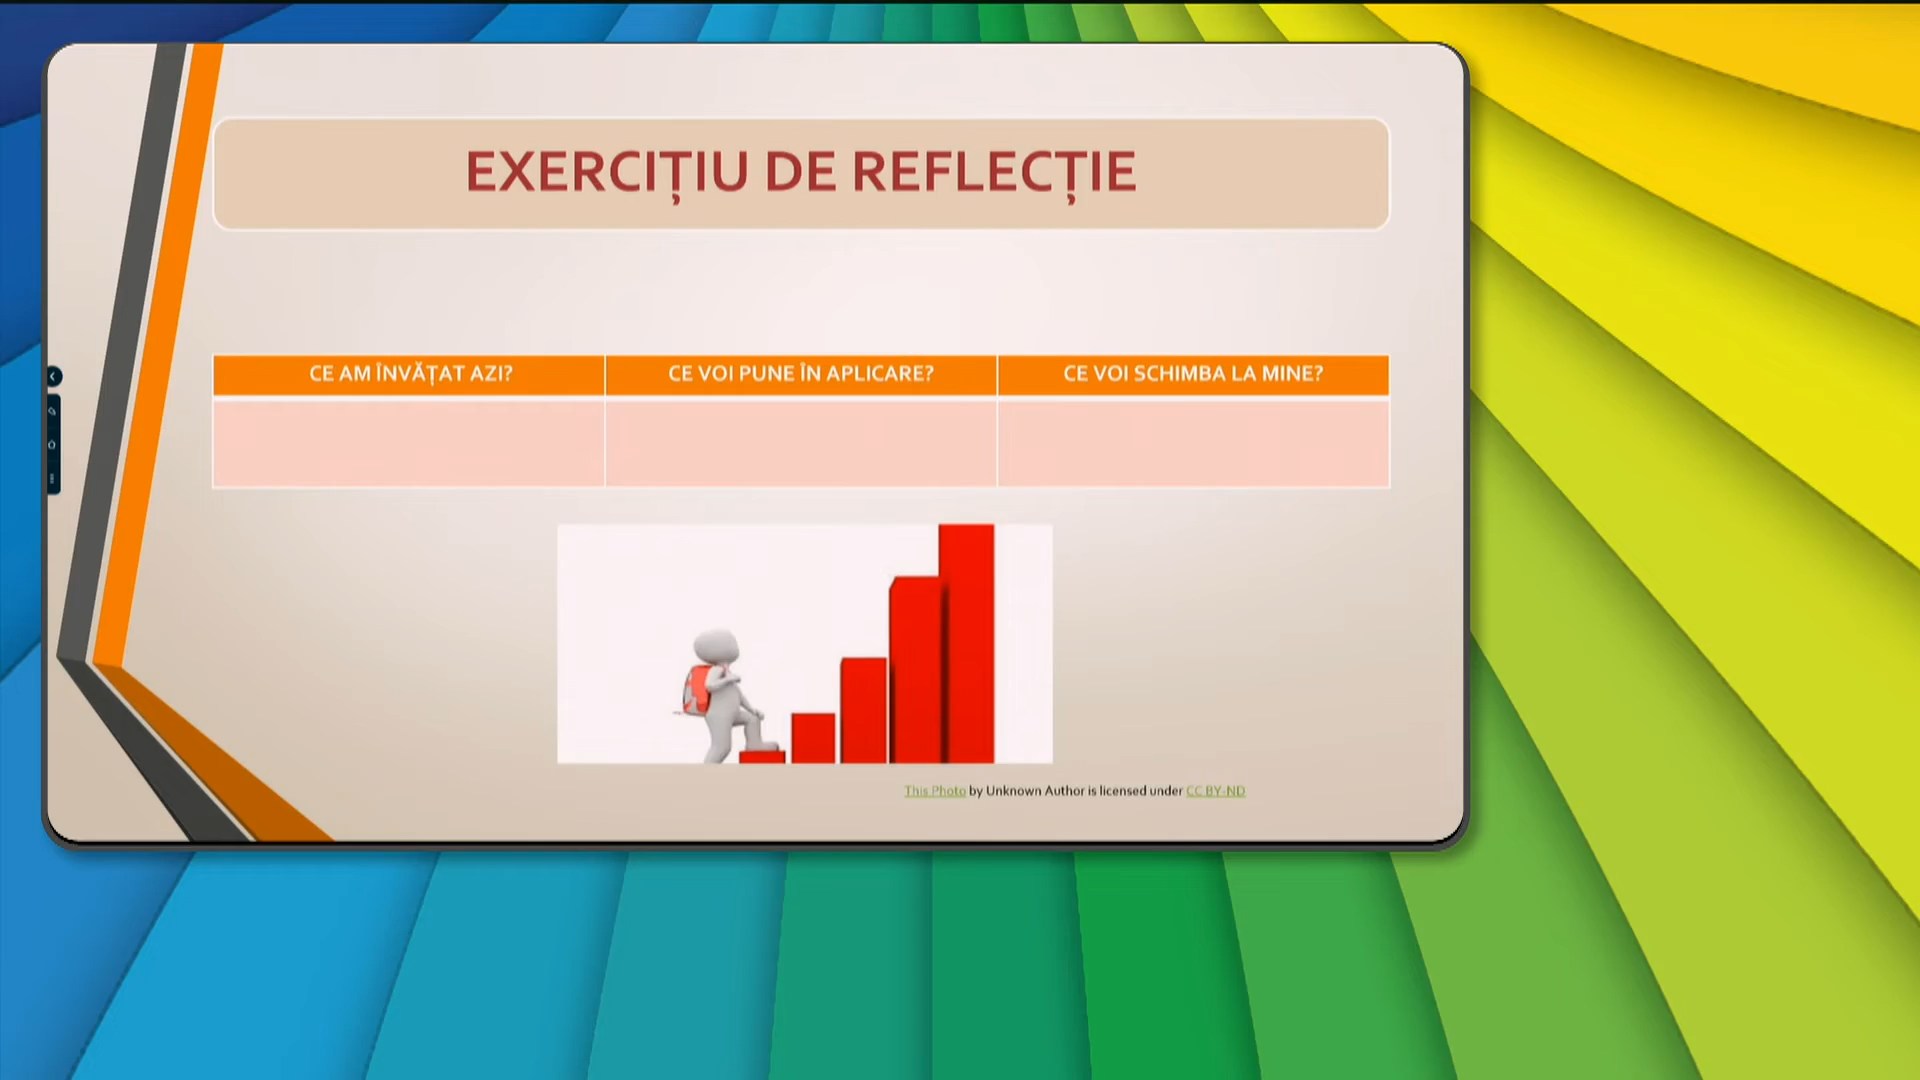 EXERCIȚIU DE REFLECȚIE
CE AM ÎNVĂȚAT AZI? CE VOI PUNE ÎN APLICARE? CE VOI SCHIMBA LA MINE?
This Photo by Unknown Author is licensed under CC BY-ND